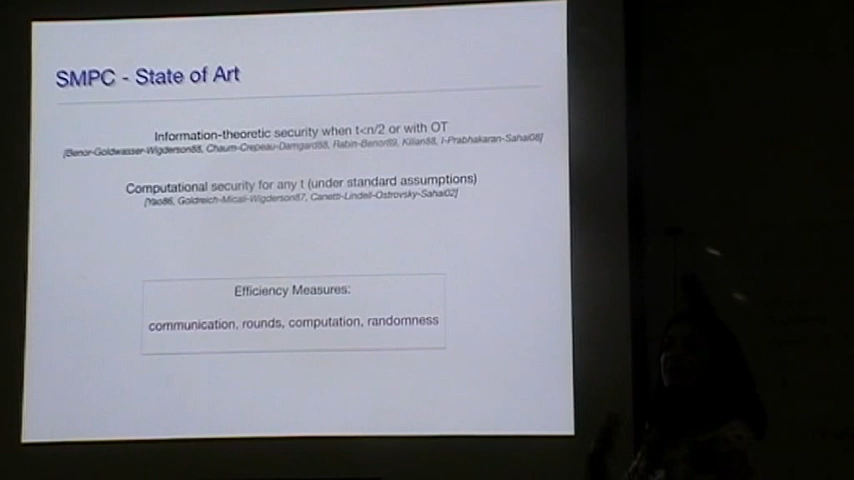 SMPC - State of Art
Information-theoretic security when t<n/2 or with OT
[Benor-Goldwasser-Wigderson88, Chaum-Crepeau-Damgard88, Rabin-Benor89, Kilian88, I-Prabhakaran-Sahai08]
Computational security for any t (under standard assumptions)
[Yao86, Goldreich-Micali-Wigderson87, Canetti-Lindell-Ostrovsky-Sahai02]
Efficiency Measures:
communication, rounds, computation, randomness